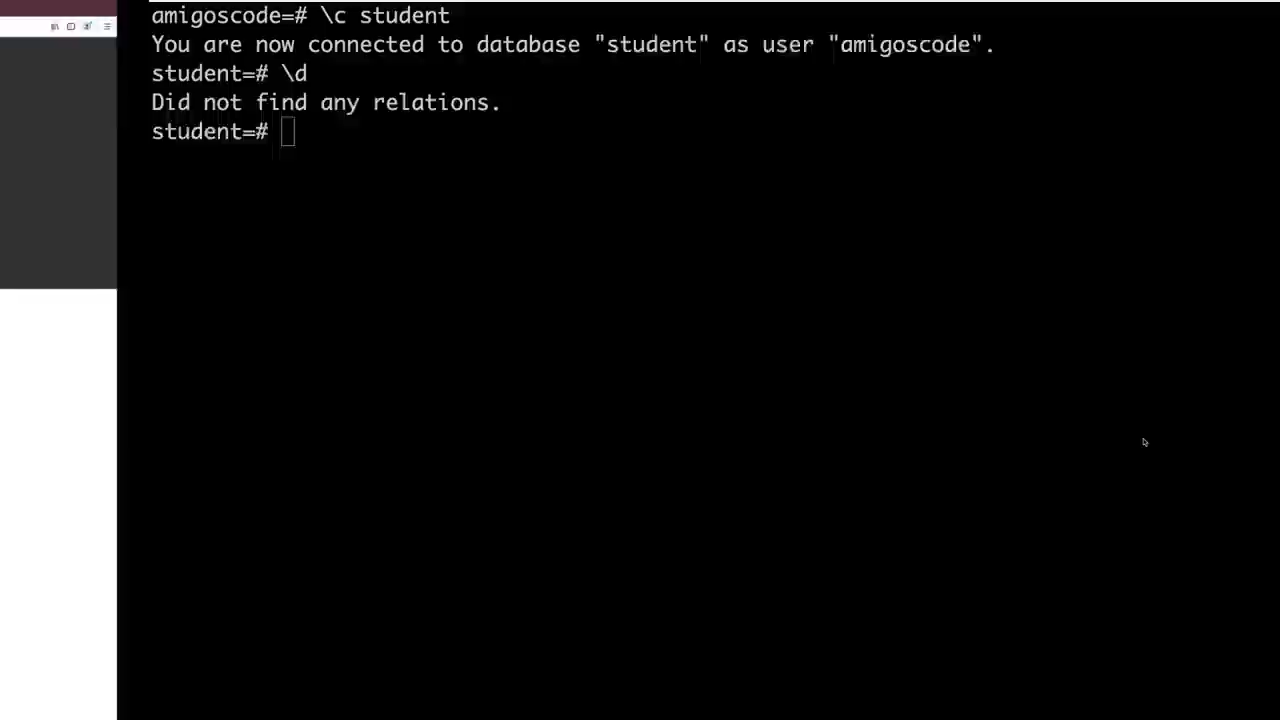 amigoscode=# \c student
You are now connected to database "student" as user "amigoscode".
student=# \d
Did not find any relations.
student=#